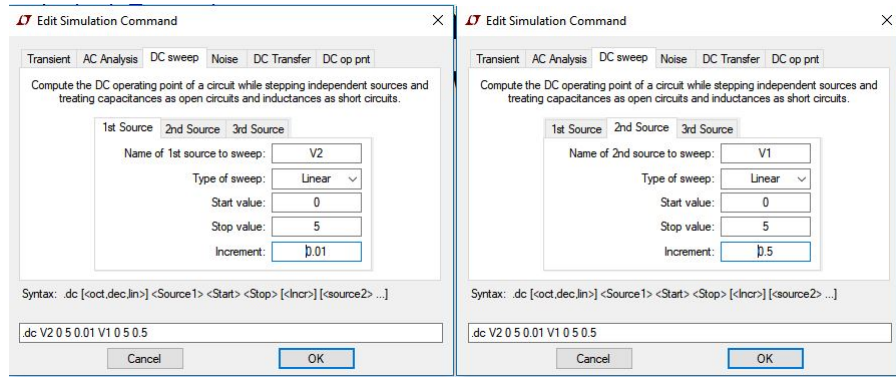 Edit Simulation Command
Transient AC Analysis DC sweep Noise DC Transfer DC op pnt
Compute the DC operating point of a circuit while stepping independent sources and
treating capacitances as open circuits and inductances as short circuits.
1st Source 2nd Source 3rd Source
Name of 1st source to sweep: V2
Type of sweep: Linear
Start value: 0
Stop value: 5
Increment: 0.01
Syntax: .dc [<oct,dec,lin>] <Source1> <Start> <Stop> [<Incr>] [<source2> ...]
.dc V2 0 5 0.01 V1 0 5 0.5
Cancel OK
Edit Simulation Command
Transient AC Analysis DC sweep Noise DC Transfer DC op pnt
Compute the DC operating point of a circuit while stepping independent sources and
treating capacitances as open circuits and inductances as short circuits.
1st Source 2nd Source 3rd Source
Name of 2nd source to sweep: V1
Type of sweep: Linear
Start value: 0
Stop value: 5
Increment: 0.5
Syntax: .dc [<oct,dec,lin>] <Source1> <Start> <Stop> [<Incr>] [<source2> ...]
.dc V2 0 5 0.01 V1 0 5 0.5
Cancel OK